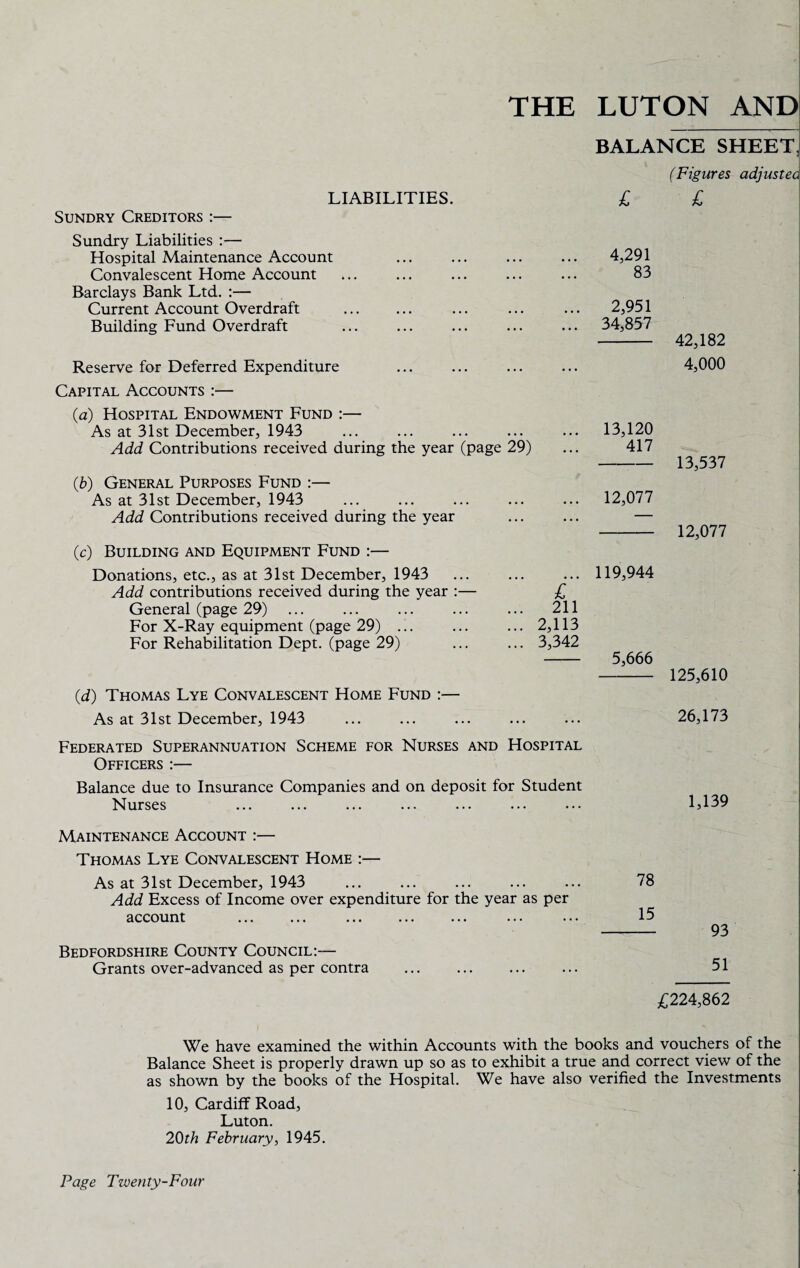 THE LUTON AND
BALANCE SHEET,
(Figures adjusted
LIABILITIES. £ £
SUNDRY CREDITORS :—
Sundry Liabilities :—
Hospital Maintenance Account ... ... ... ... 4,291
Convalescent Home Account ... ... ... ... ... 83
Barclays Bank Ltd. :—
Current Account Overdraft ... ... ... ... ... 2,951
Building Fund Overdraft ... ... ... ... ... 34,857
42,182
Reserve for Deferred Expenditure ... ... ... ... 4,000
CAPITAL ACCOUNTS :—
(a) HOSPITAL ENDOWMENT FUND :—
As at 31st December, 1943 ... ... ... ... ... 13,120
Add Contributions received during the year (page 29) ... 417
13,537
(b) GENERAL PURPOSES FUND :—
As at 31st December, 1943 ... ... ... ... ... 12,077
Add Contributions received during the year ... ... —
12,077
(c) BUILDING AND EQUIPMENT FUND :—
Donations, etc., as at 31st December, 1943 ... ... ... 119,944
Add contributions received during the year :— £
General (page 29) ... ... ... ... ... 211
For X-Ray equipment (page 29) ... ... ... 2,113
For Rehabilitation Dept. (page 29) ... ... 3,342
5,666
125,610
(d) THOMAS LYE CONVALESCENT HOME FUND :—
As at 31st December, 1943 ... ... ... ... ... 26,173
FEDERATED SUPERANNUATION SCHEME FOR NURSES AND HOSPITAL
OFFICERS :—
Balance due to Insurance Companies and on deposit for Student
Nurses ... ... ... ... ... ... ... 1,139
MAINTENANCE ACCOUNT :—
THOMAS LYE CONVALESCENT HOME :—
As at 31st December, 1943 ... ... ... ... ... 78
Add Excess of Income over expenditure for the year as per
account ... ... ... ... ... ... ... 15
93
BEDFORDSHIRE COUNTY COUNCIL:—
Grants over-advanced as per contra ... ... ... ... 51
£224,862
We have examined the within Accounts with the books and vouchers of the
Balance Sheet is properly drawn up so as to exhibit a true and correct view of the
as shown by the books of the Hospital. We have also verified the Investments
10, Cardiff Road,
Luton.
20th February, 1945.
Page Twenty-Four